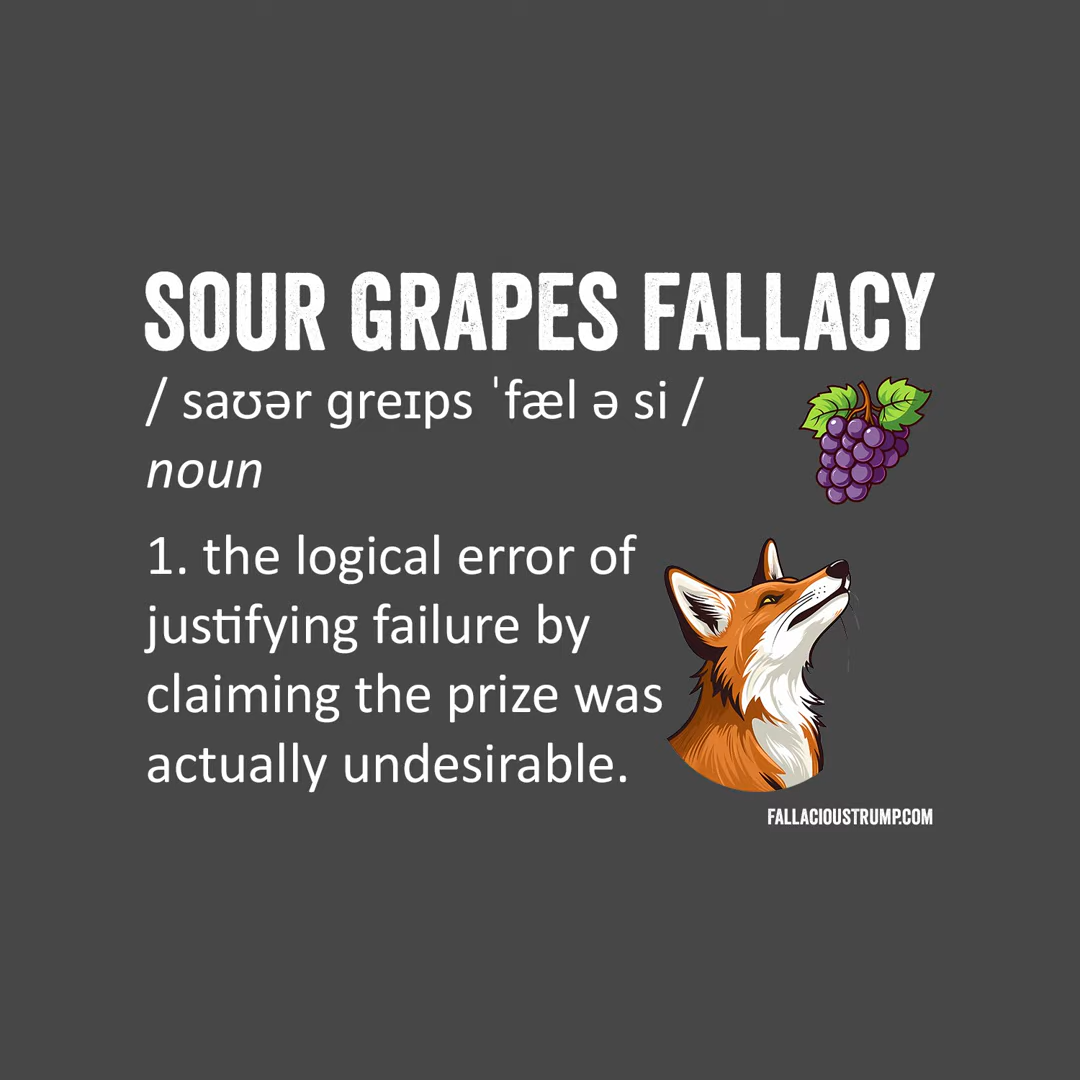 SOUR GRAPES FALLACY
/ saʊər greɪps ˈfæl ə si /
noun
1. the logical error of
justifying failure by
claiming the prize was
actually undesirable.
FALLACIOUSTRUMP.COM